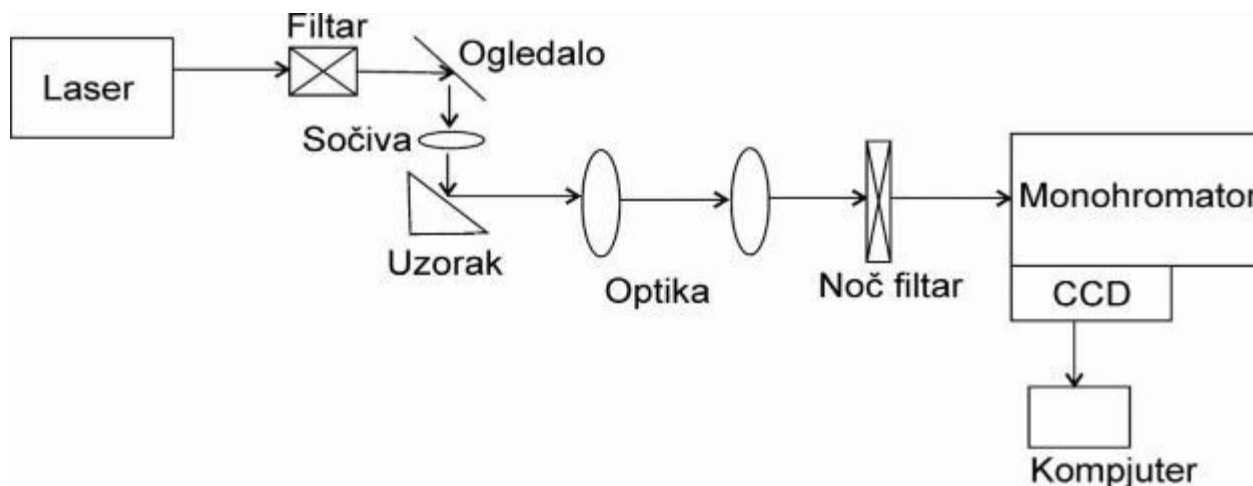 Filtar
Laser
Ogledalo
Sočiva
Uzorak
Optika
Noč filtar
Monohromator
CCD
Kompjuter